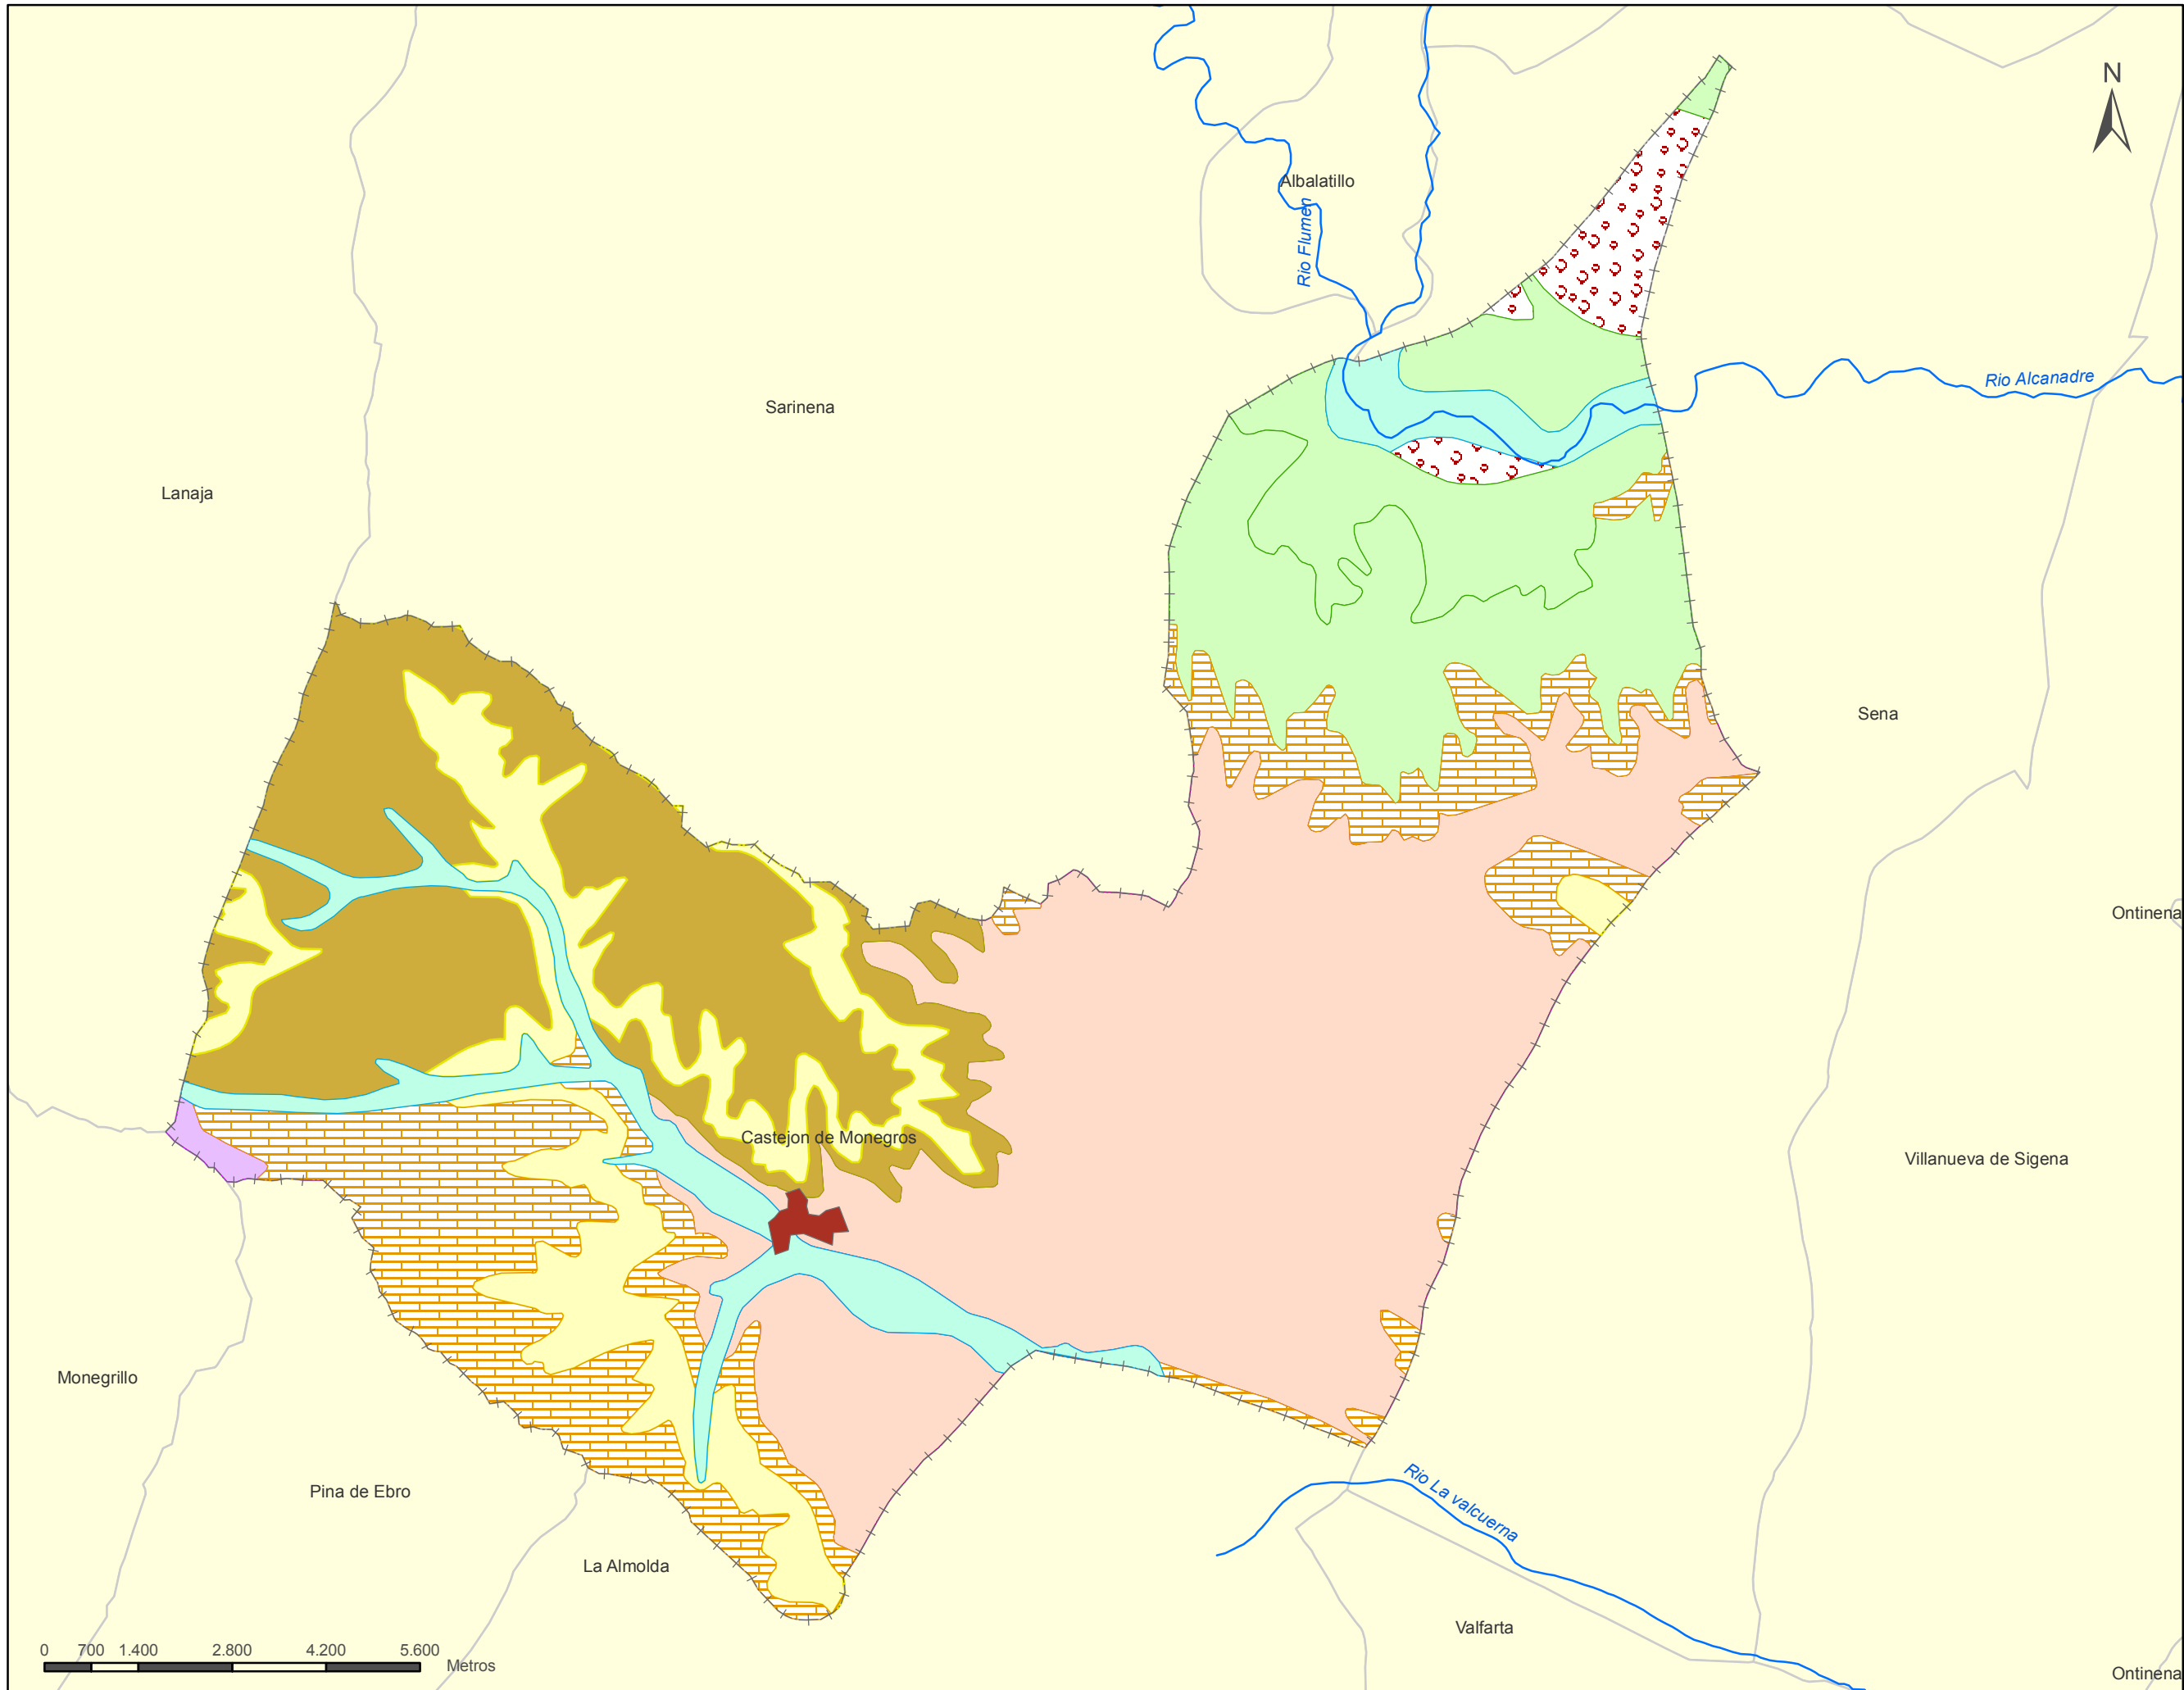 N
Albalatillo
Rio Flumen
Rio Alcanadre
Sarinena
Lanaja
Sena
Ontinena
Castejon de Monegros
Villanueva de Sigena
Monegrillo
Rio La valcuerna
Pina de Ebro
La Almolda
Valfarta
0 700 1.400 2.800 4.200 5.600
Metros
Ontinena